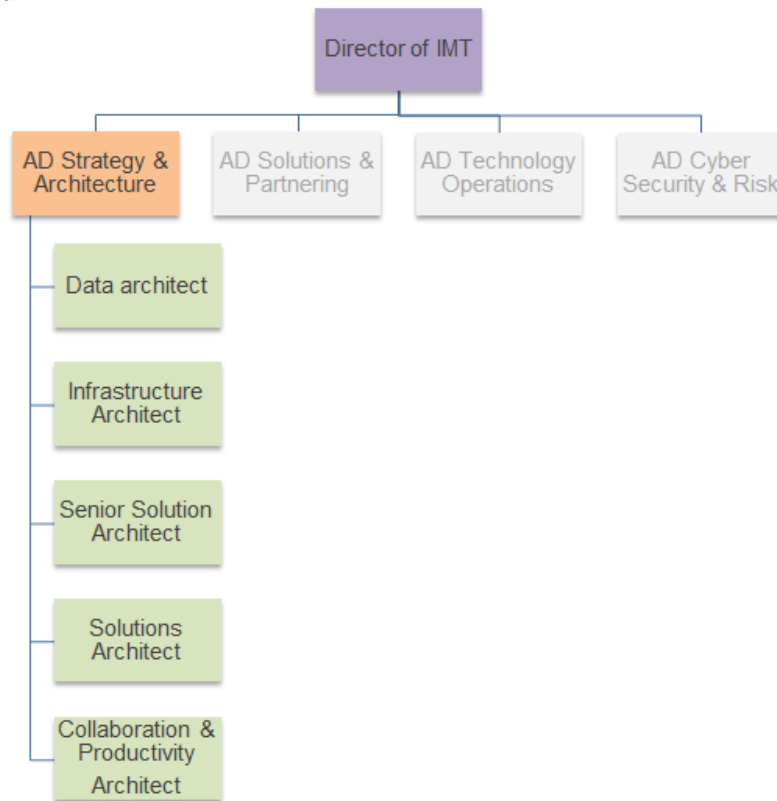 Director of IMT
AD Strategy &
Architecture
AD Solutions &
Partnering
AD Technology
Operations
AD Cyber
Security & Risk
Data architect
Infrastructure
Architect
Senior Solution
Architect
Solutions
Architect
Collaboration &
Productivity
Architect